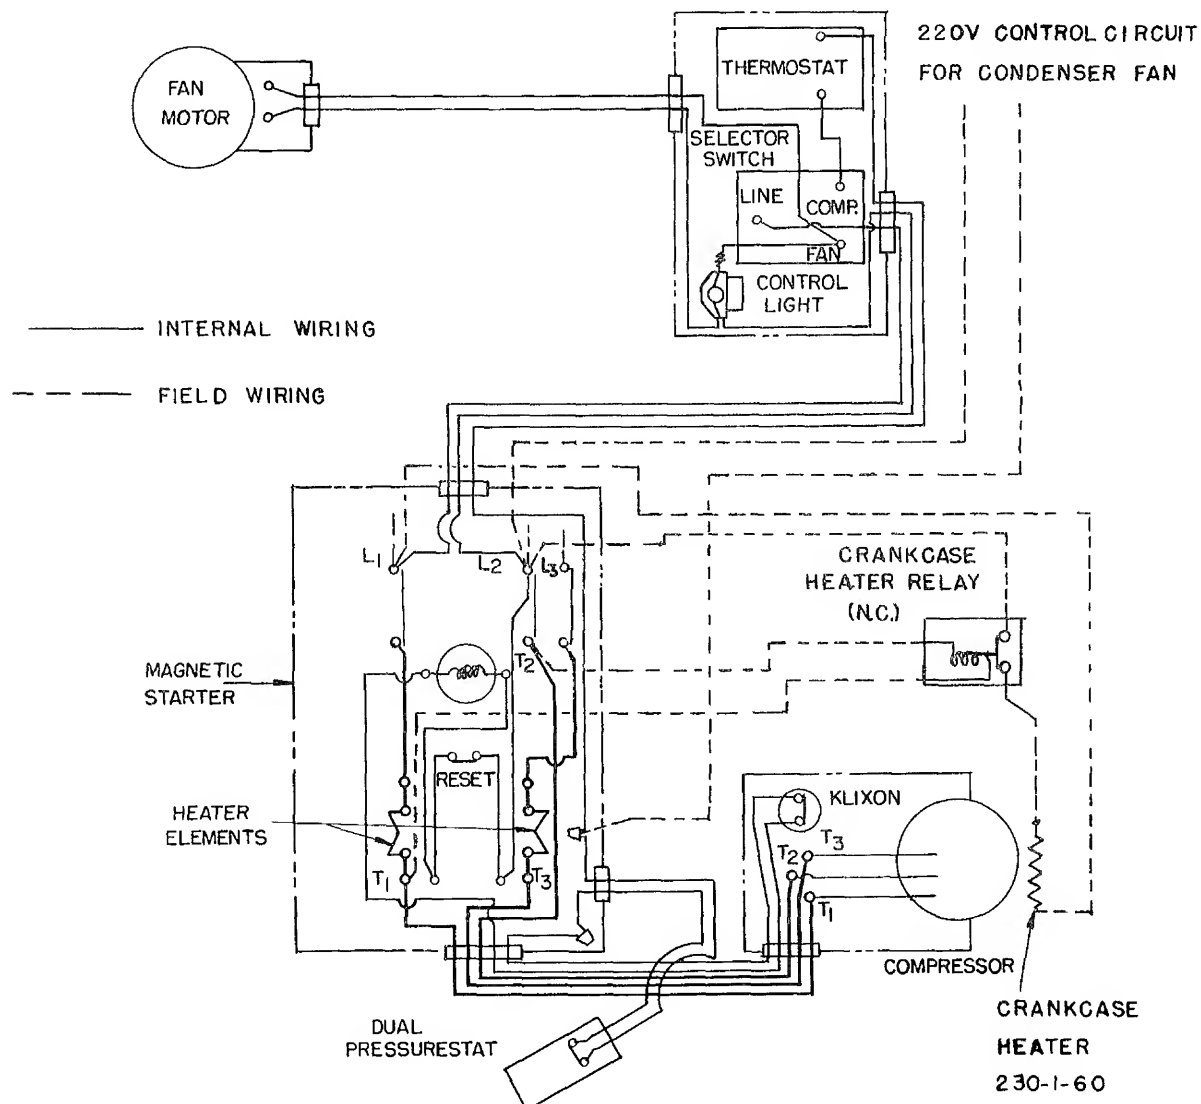 220V CONTROL CIRCUIT
FOR CONDENSER FAN
THERMOSTAT
FAN
MOTOR
SELECTOR
SWITCH
LINE
COMP.
FAN
CONTROL
LIGHT
INTERNAL WIRING
FIELD WIRING
L1
L2
L3
CRANKCASE
HEATER RELAY
(N.C.)
T2
MAGNETIC
STARTER
RESET
HEATER
ELEMENTS
KLIXON
T3
T2
T1
T3
T1
COMPRESSOR
CRANKCASE
HEATER
230-1-60
DUAL
PRESSURESTAT